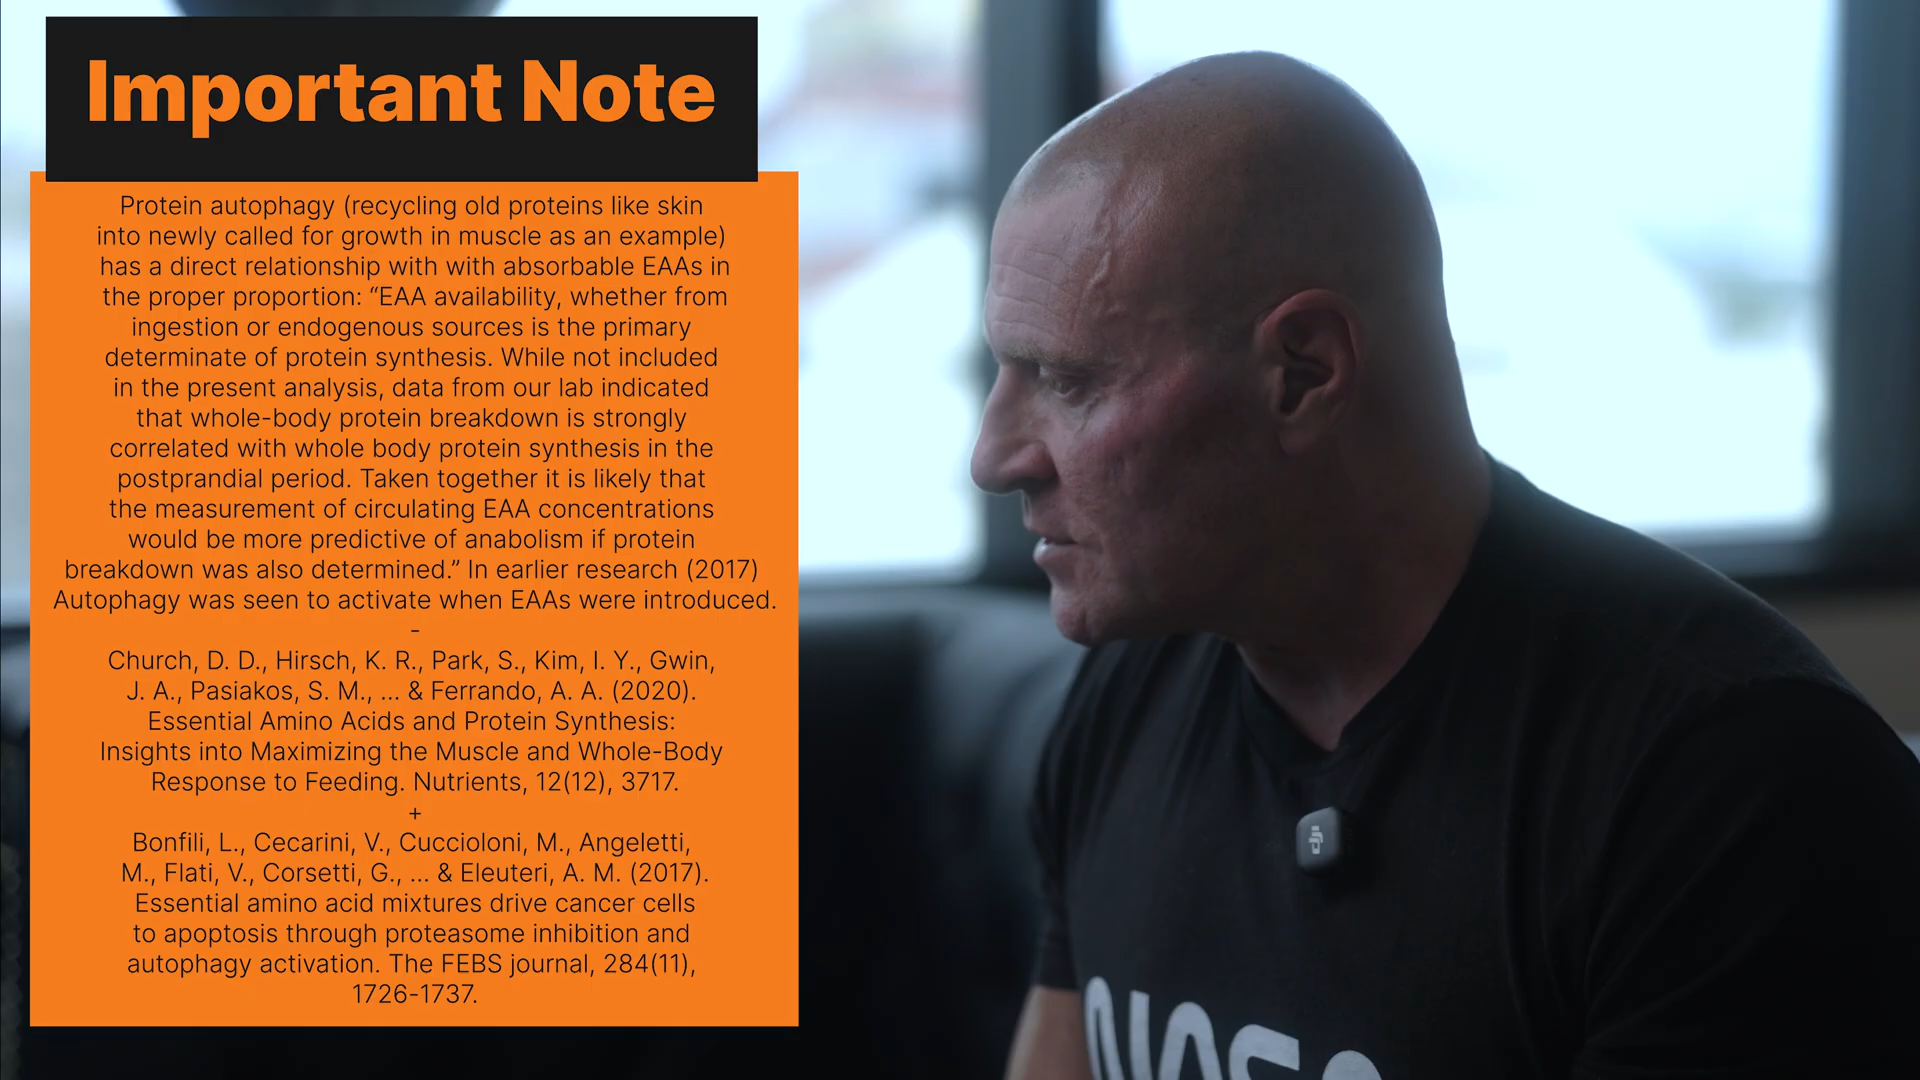 Important Note
Protein autophagy (recycling old proteins like skin
into newly called for growth in muscle as an example)
has a direct relationship with with absorbable EAAs in
the proper proportion: “EAA availability, whether from
ingestion or endogenous sources is the primary
determinate of protein synthesis. While not included
in the present analysis, data from our lab indicated
that whole-body protein breakdown is strongly
correlated with whole body protein synthesis in the
postprandial period. Taken together it is likely that
the measurement of circulating EAA concentrations
would be more predictive of anabolism if protein
breakdown was also determined.” In earlier research (2017)
Autophagy was seen to activate when EAAs were introduced.
-
Church, D. D., Hirsch, K. R., Park, S., Kim, I. Y., Gwin,
J. A., Pasiakos, S. M., ... & Ferrando, A. A. (2020).
Essential Amino Acids and Protein Synthesis:
Insights into Maximizing the Muscle and Whole-Body
Response to Feeding. Nutrients, 12(12), 3717.
+
Bonfili, L., Cecarini, V., Cuccioloni, M., Angeletti,
M., Flati, V., Corsetti, G., ... & Eleuteri, A. M. (2017).
Essential amino acid mixtures drive cancer cells
to apoptosis through proteasome inhibition and
autophagy activation. The FEBS journal, 284(11),
1726-1737.
NASA